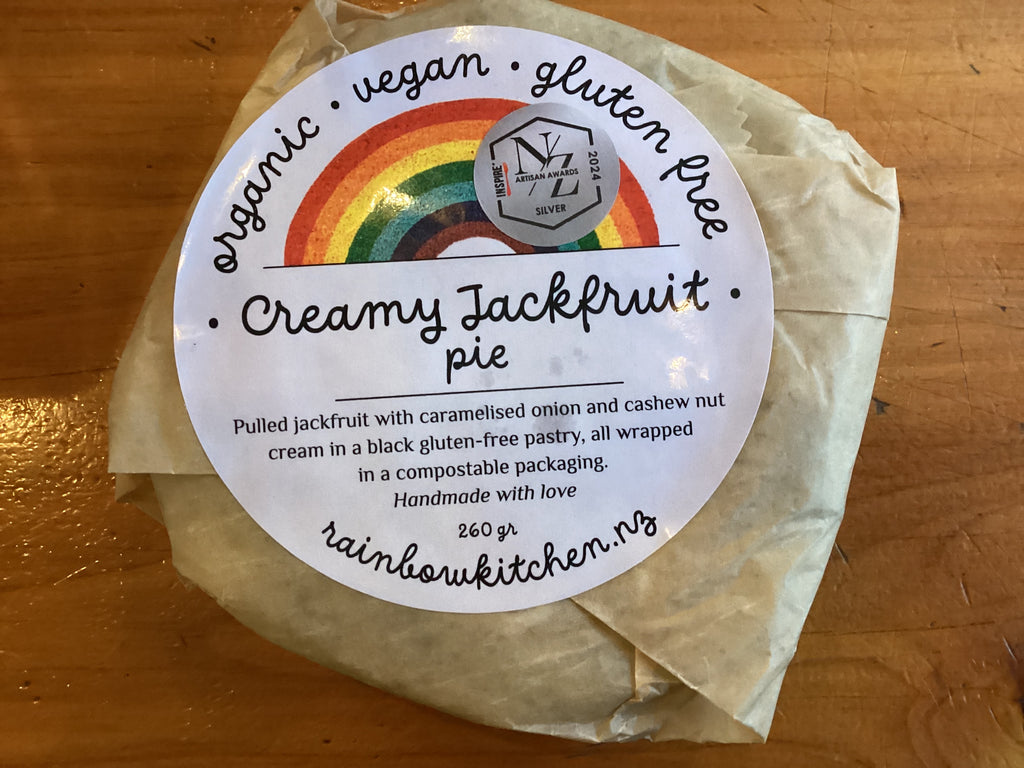 organic • vegan • gluten free
INSPIRE+
NZ
ARTISAN AWARDS
2024
SILVER
• Creamy Jackfruit •
pie
Pulled jackfruit with caramelised onion and cashew nut
cream in a black gluten-free pastry, all wrapped
in a compostable packaging.
Handmade with love
260 gr
rainbowkitchen.nz